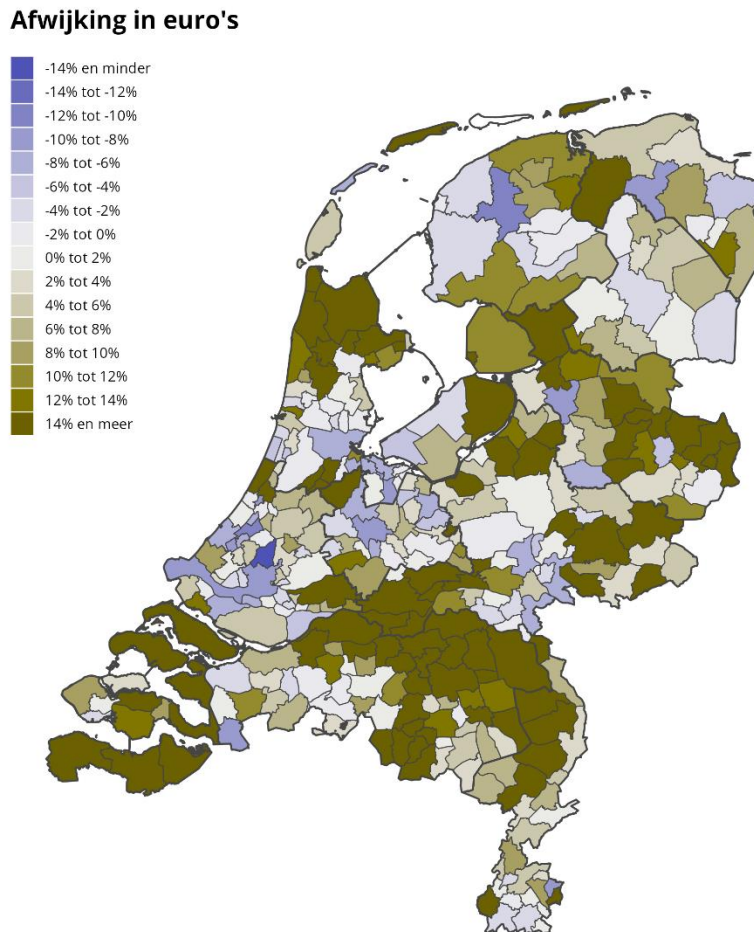 Afwijking in euro's
-14% en minder
-14% tot -12%
-12% tot -10%
-10% tot -8%
-8% tot -6%
-6% tot -4%
-4% tot -2%
-2% tot 0%
0% tot 2%
2% tot 4%
4% tot 6%
6% tot 8%
8% tot 10%
10% tot 12%
12% tot 14%
14% en meer